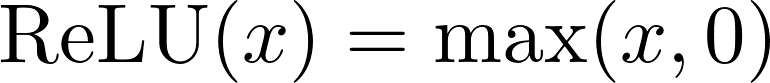 ReLU(x) = max(x, 0)